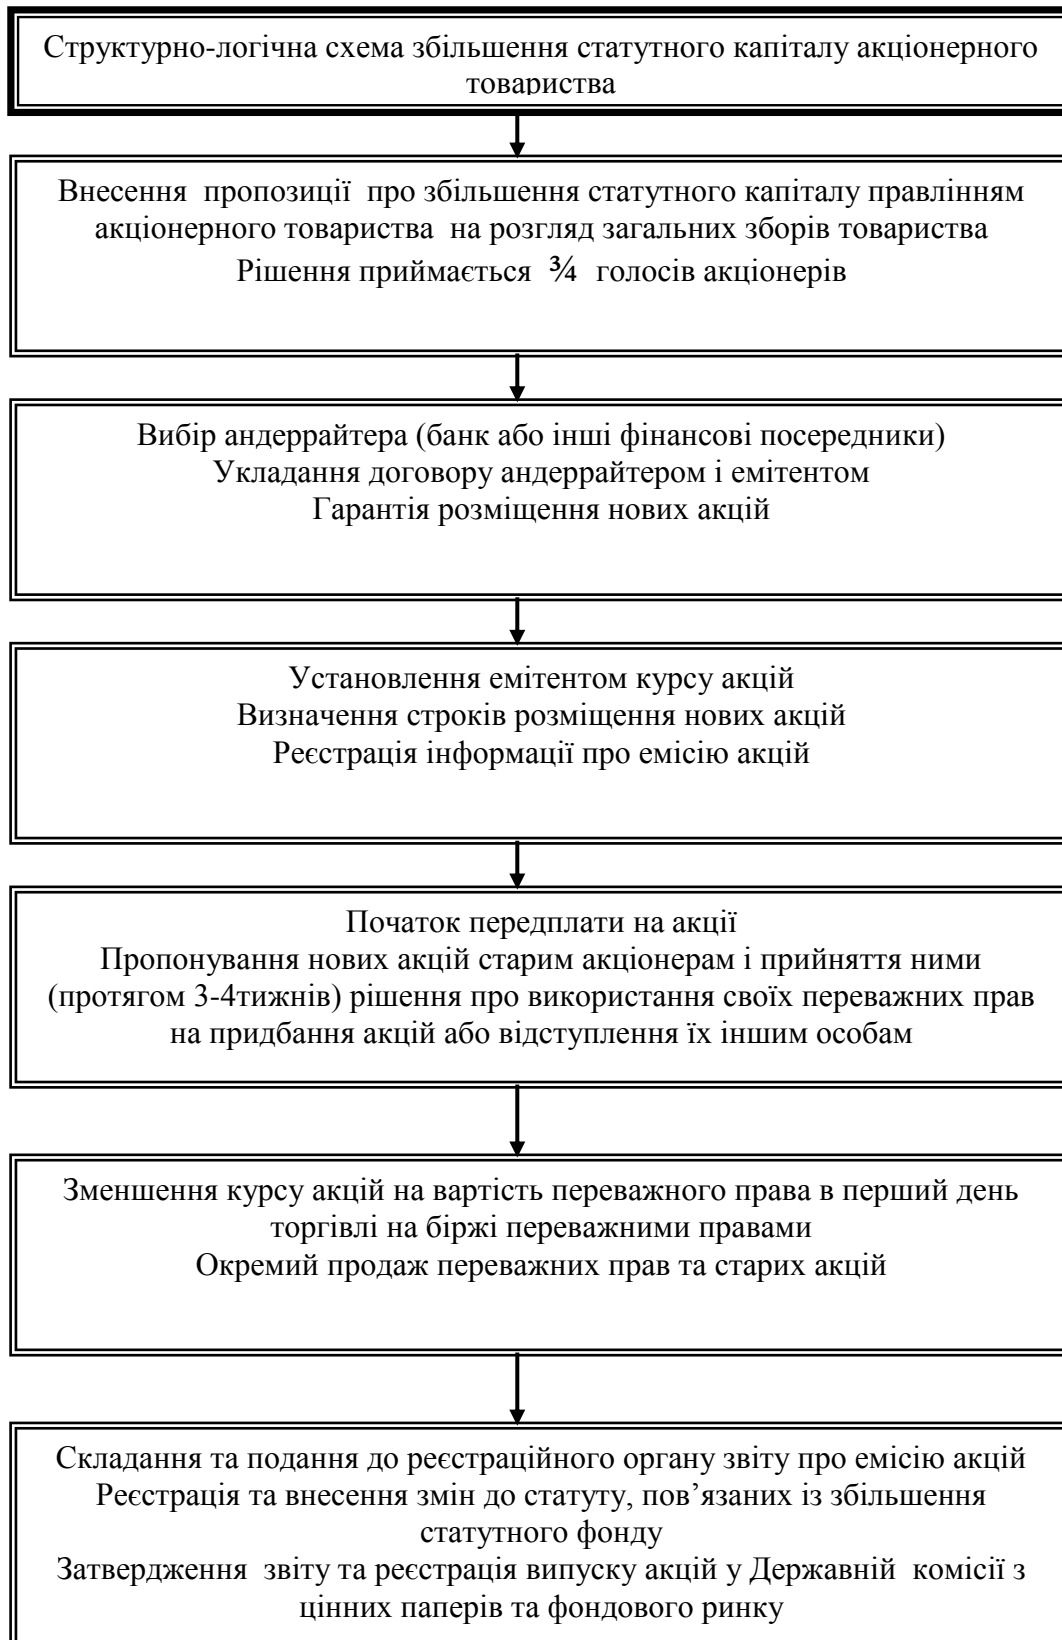 Структурно-логічна схема збільшення статутного капіталу акціонерного
товариства
Внесення пропозиції про збільшення статутного капіталу правлінням
акціонерного товариства на розгляд загальних зборів товариства
Рішення приймається ¾ голосів акціонерів
Вибір андеррайтера (банк або інші фінансові посередники)
Укладання договору андеррайтером і емітентом
Гарантія розміщення нових акцій
Установлення емітентом курсу акцій
Визначення строків розміщення нових акцій
Реєстрація інформації про емісію акцій
Початок передплати на акції
Пропонування нових акцій старим акціонерам і прийняття ними
(протягом 3-4тижнів) рішення про використання своїх переважних прав
на придбання акцій або відступлення їх іншим особам
Зменшення курсу акцій на вартість переважного права в перший день
торгівлі на біржі переважними правами
Окремий продаж переважних прав та старих акцій
Складання та подання до реєстраційного органу звіту про емісію акцій
Реєстрація та внесення змін до статуту, пов’язаних із збільшення
статутного фонду
Затвердження звіту та реєстрація випуску акцій у Державній комісії з
цінних паперів та фондового ринку